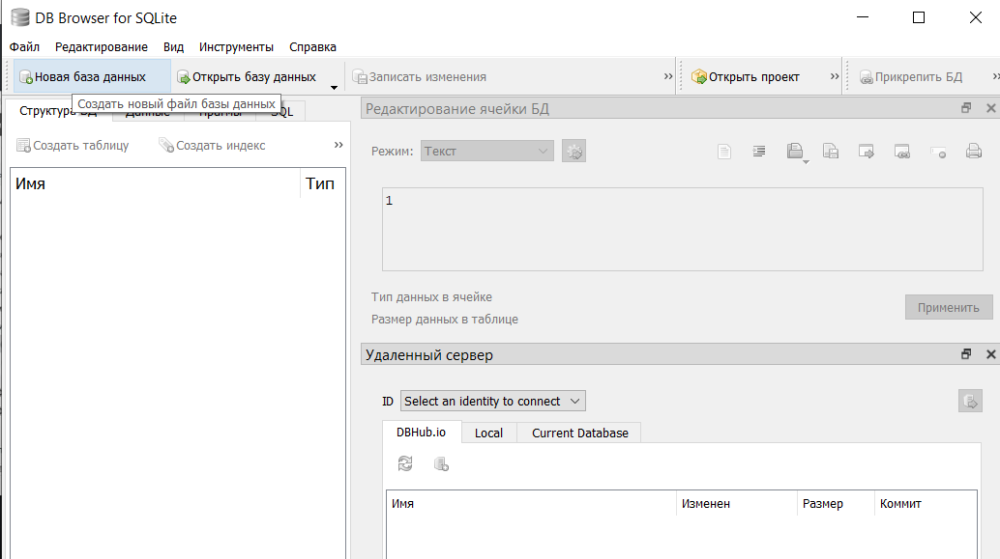 DB Browser for SQLite
Файл Редактирование Вид Инструменты Справка
Новая база данных Открыть базу данных Записать изменения » Открыть проект » Прикрепить БД »
Создать новый файл базы данных
Структура БД Данные Прагмы SQL
Создать таблицу Создать индекс »
Имя Тип
Редактирование ячейки БД
Режим: Текст
1
Тип данных в ячейке
Размер данных в таблице
Применить
Удаленный сервер
ID Select an identity to connect
DBHub.io Local Current Database
Имя Изменен Размер Коммит